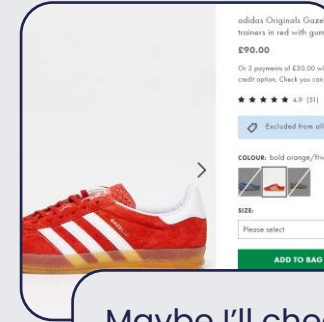 adidas Originals Gaze
trainers in red with gum
£90.00
Or 3 payments of £30.00 wi
credit option. Check you can
4.9 (31)
Excluded from all
COLOUR: bold orange/ftw
SIZE:
Please select
ADD TO BAG
Maybe I'll choo